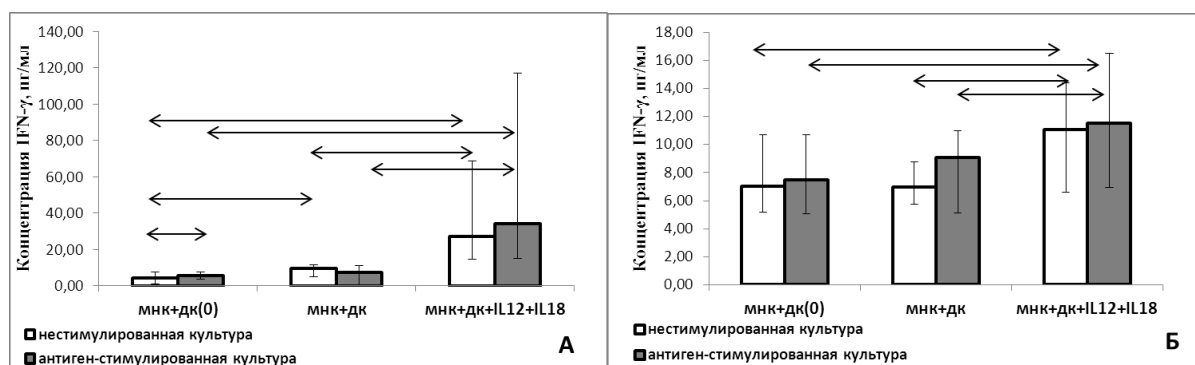 Концентрация IFN-γ, пг/мл
140,00
120,00
100,00
80,00
60,00
40,00
20,00
0,00
мнк+дк(0)
мнк+дк
мнк+дк+IL12+IL18
нестимулированная культура
антиген-стимулированная культура
А
Концентрация IFN-γ, пг/мл
18,00
16,00
14,00
12,00
10,00
8,00
6,00
4,00
2,00
0,00
мнк+дк(0)
мнк+дк
мнк+дк+IL12+IL18
нестимулированная культура
антиген-стимулированная культура
Б